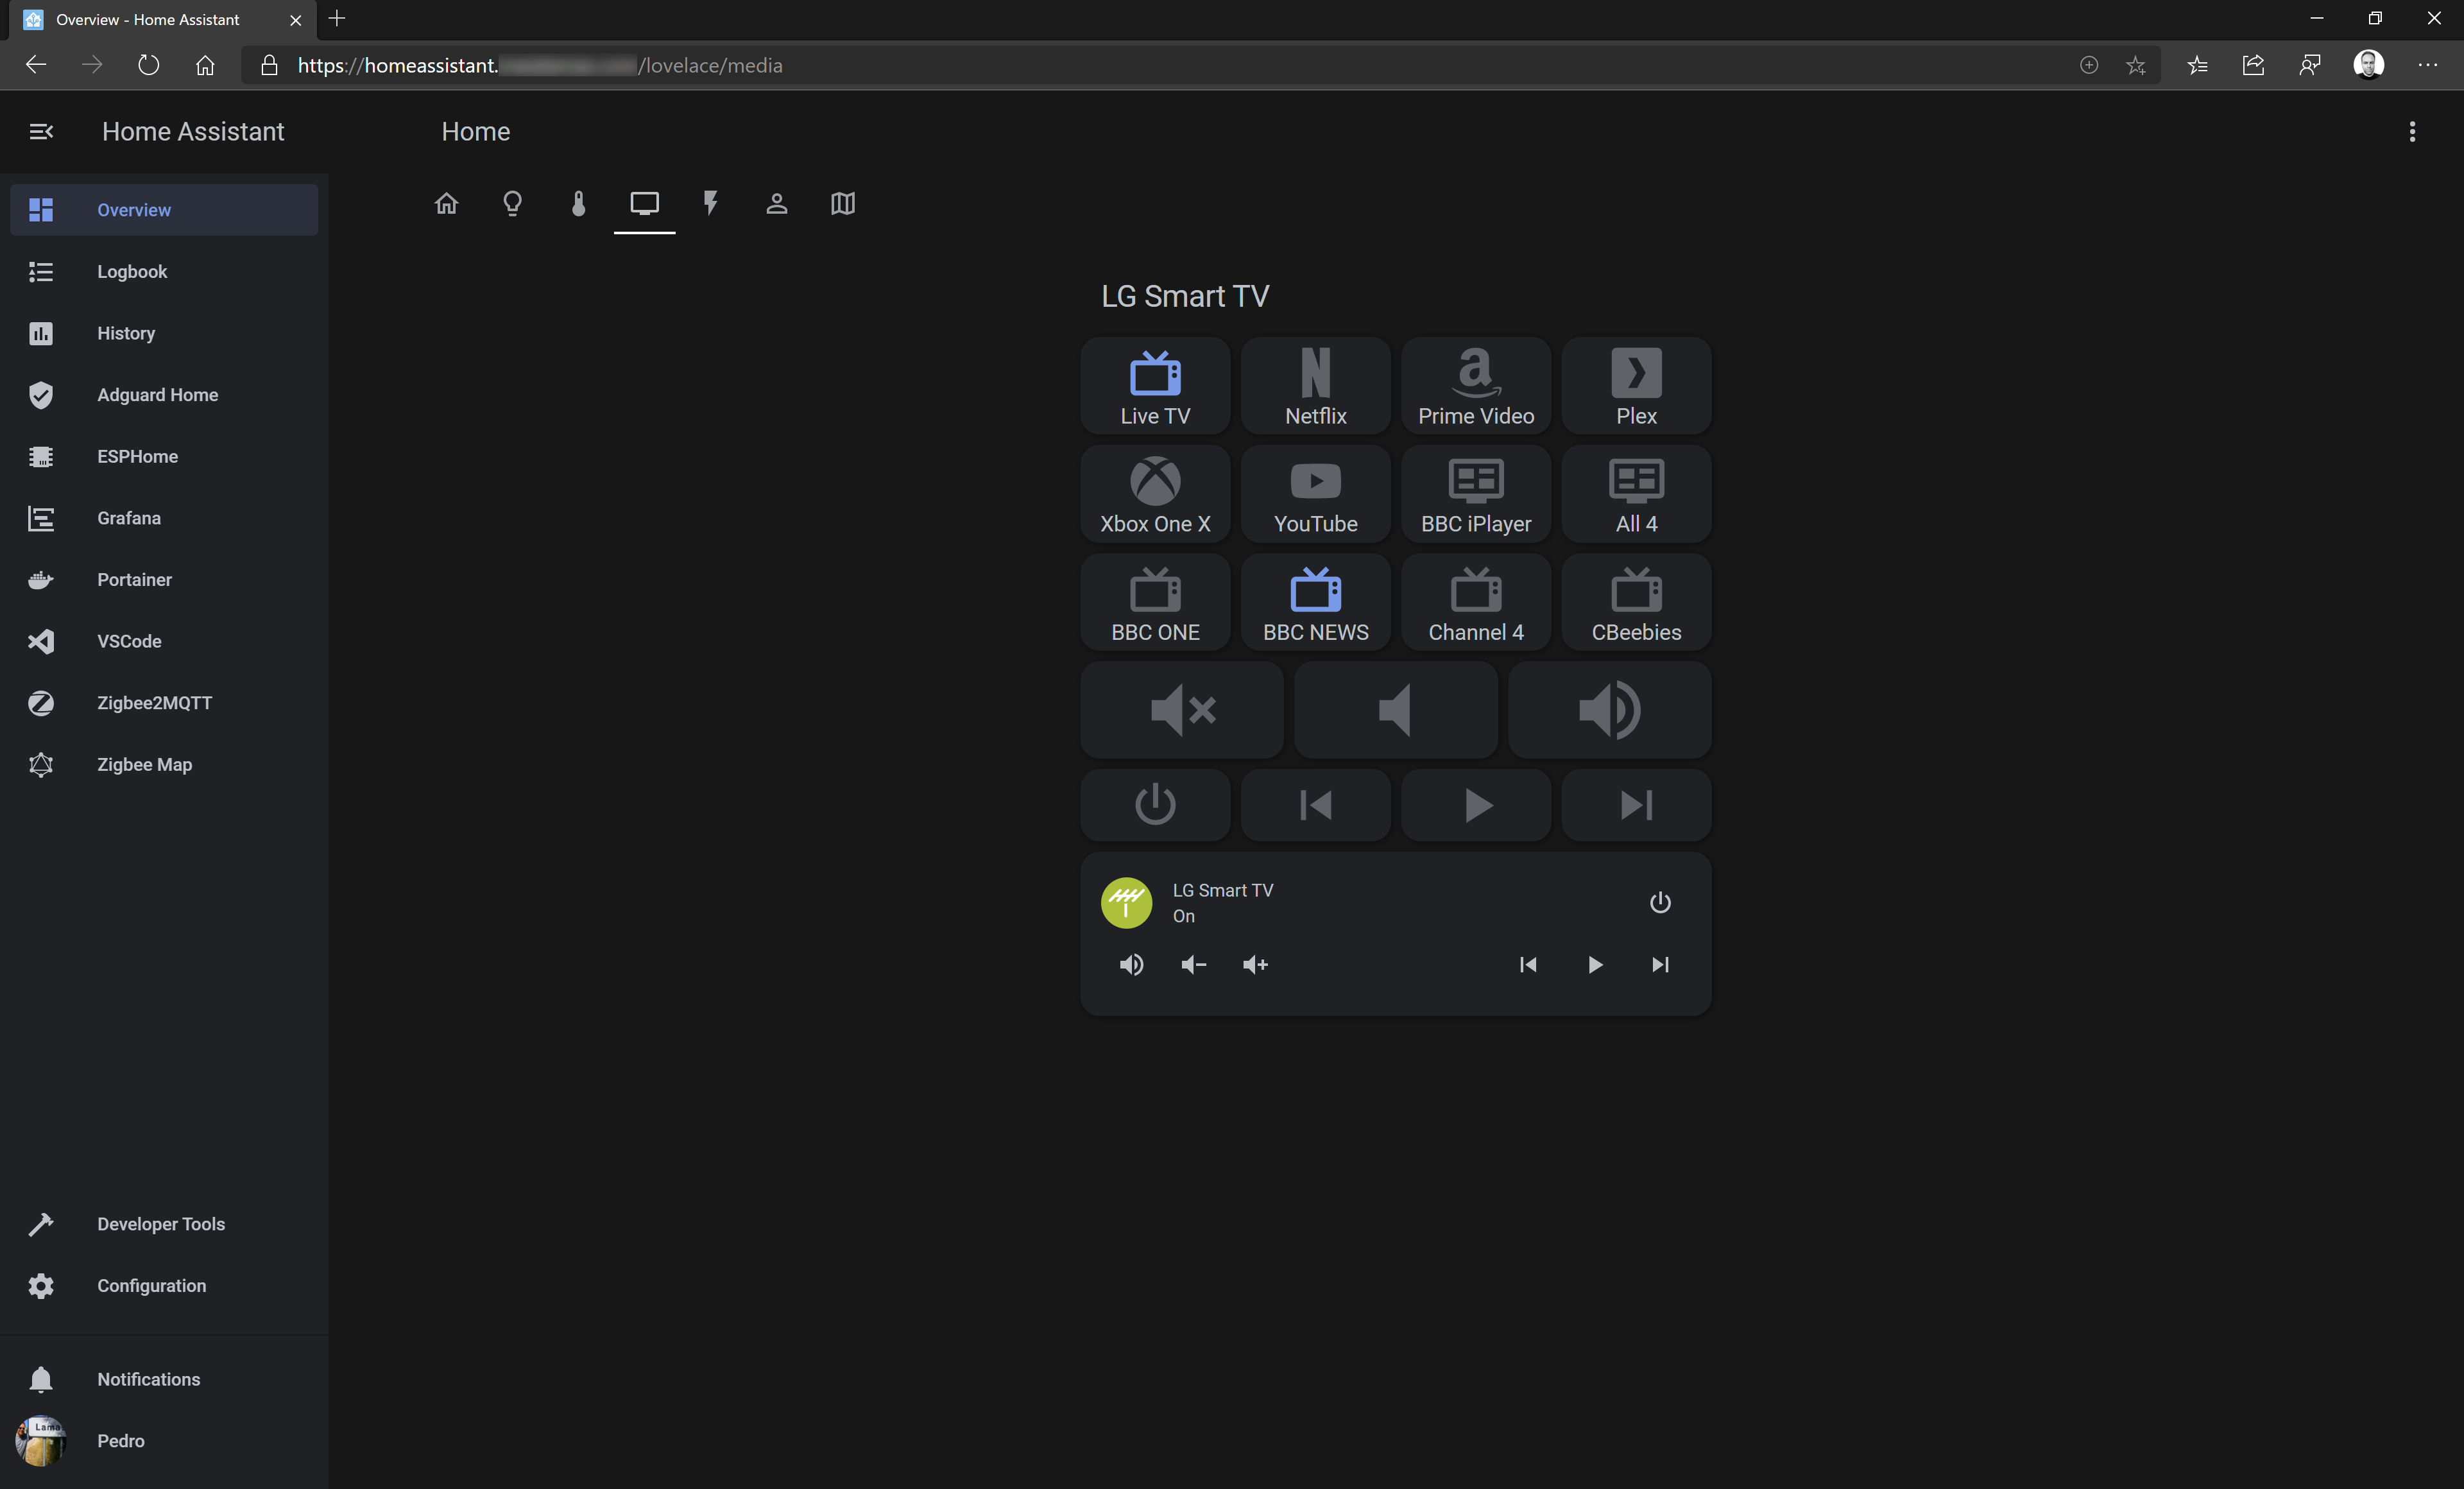 Overview - Home Assistant
https://homeassistant. /lovelace/media
Home Assistant
Home
Overview
Logbook
History
Adguard Home
ESPHome
Grafana
Portainer
VSCode
Zigbee2MQTT
Zigbee Map
Developer Tools
Configuration
Notifications
Pedro
LG Smart TV
Live TV
Netflix
Prime Video
Plex
Xbox One X
YouTube
BBC iPlayer
All 4
BBC ONE
BBC NEWS
Channel 4
CBeebies
LG Smart TV
On